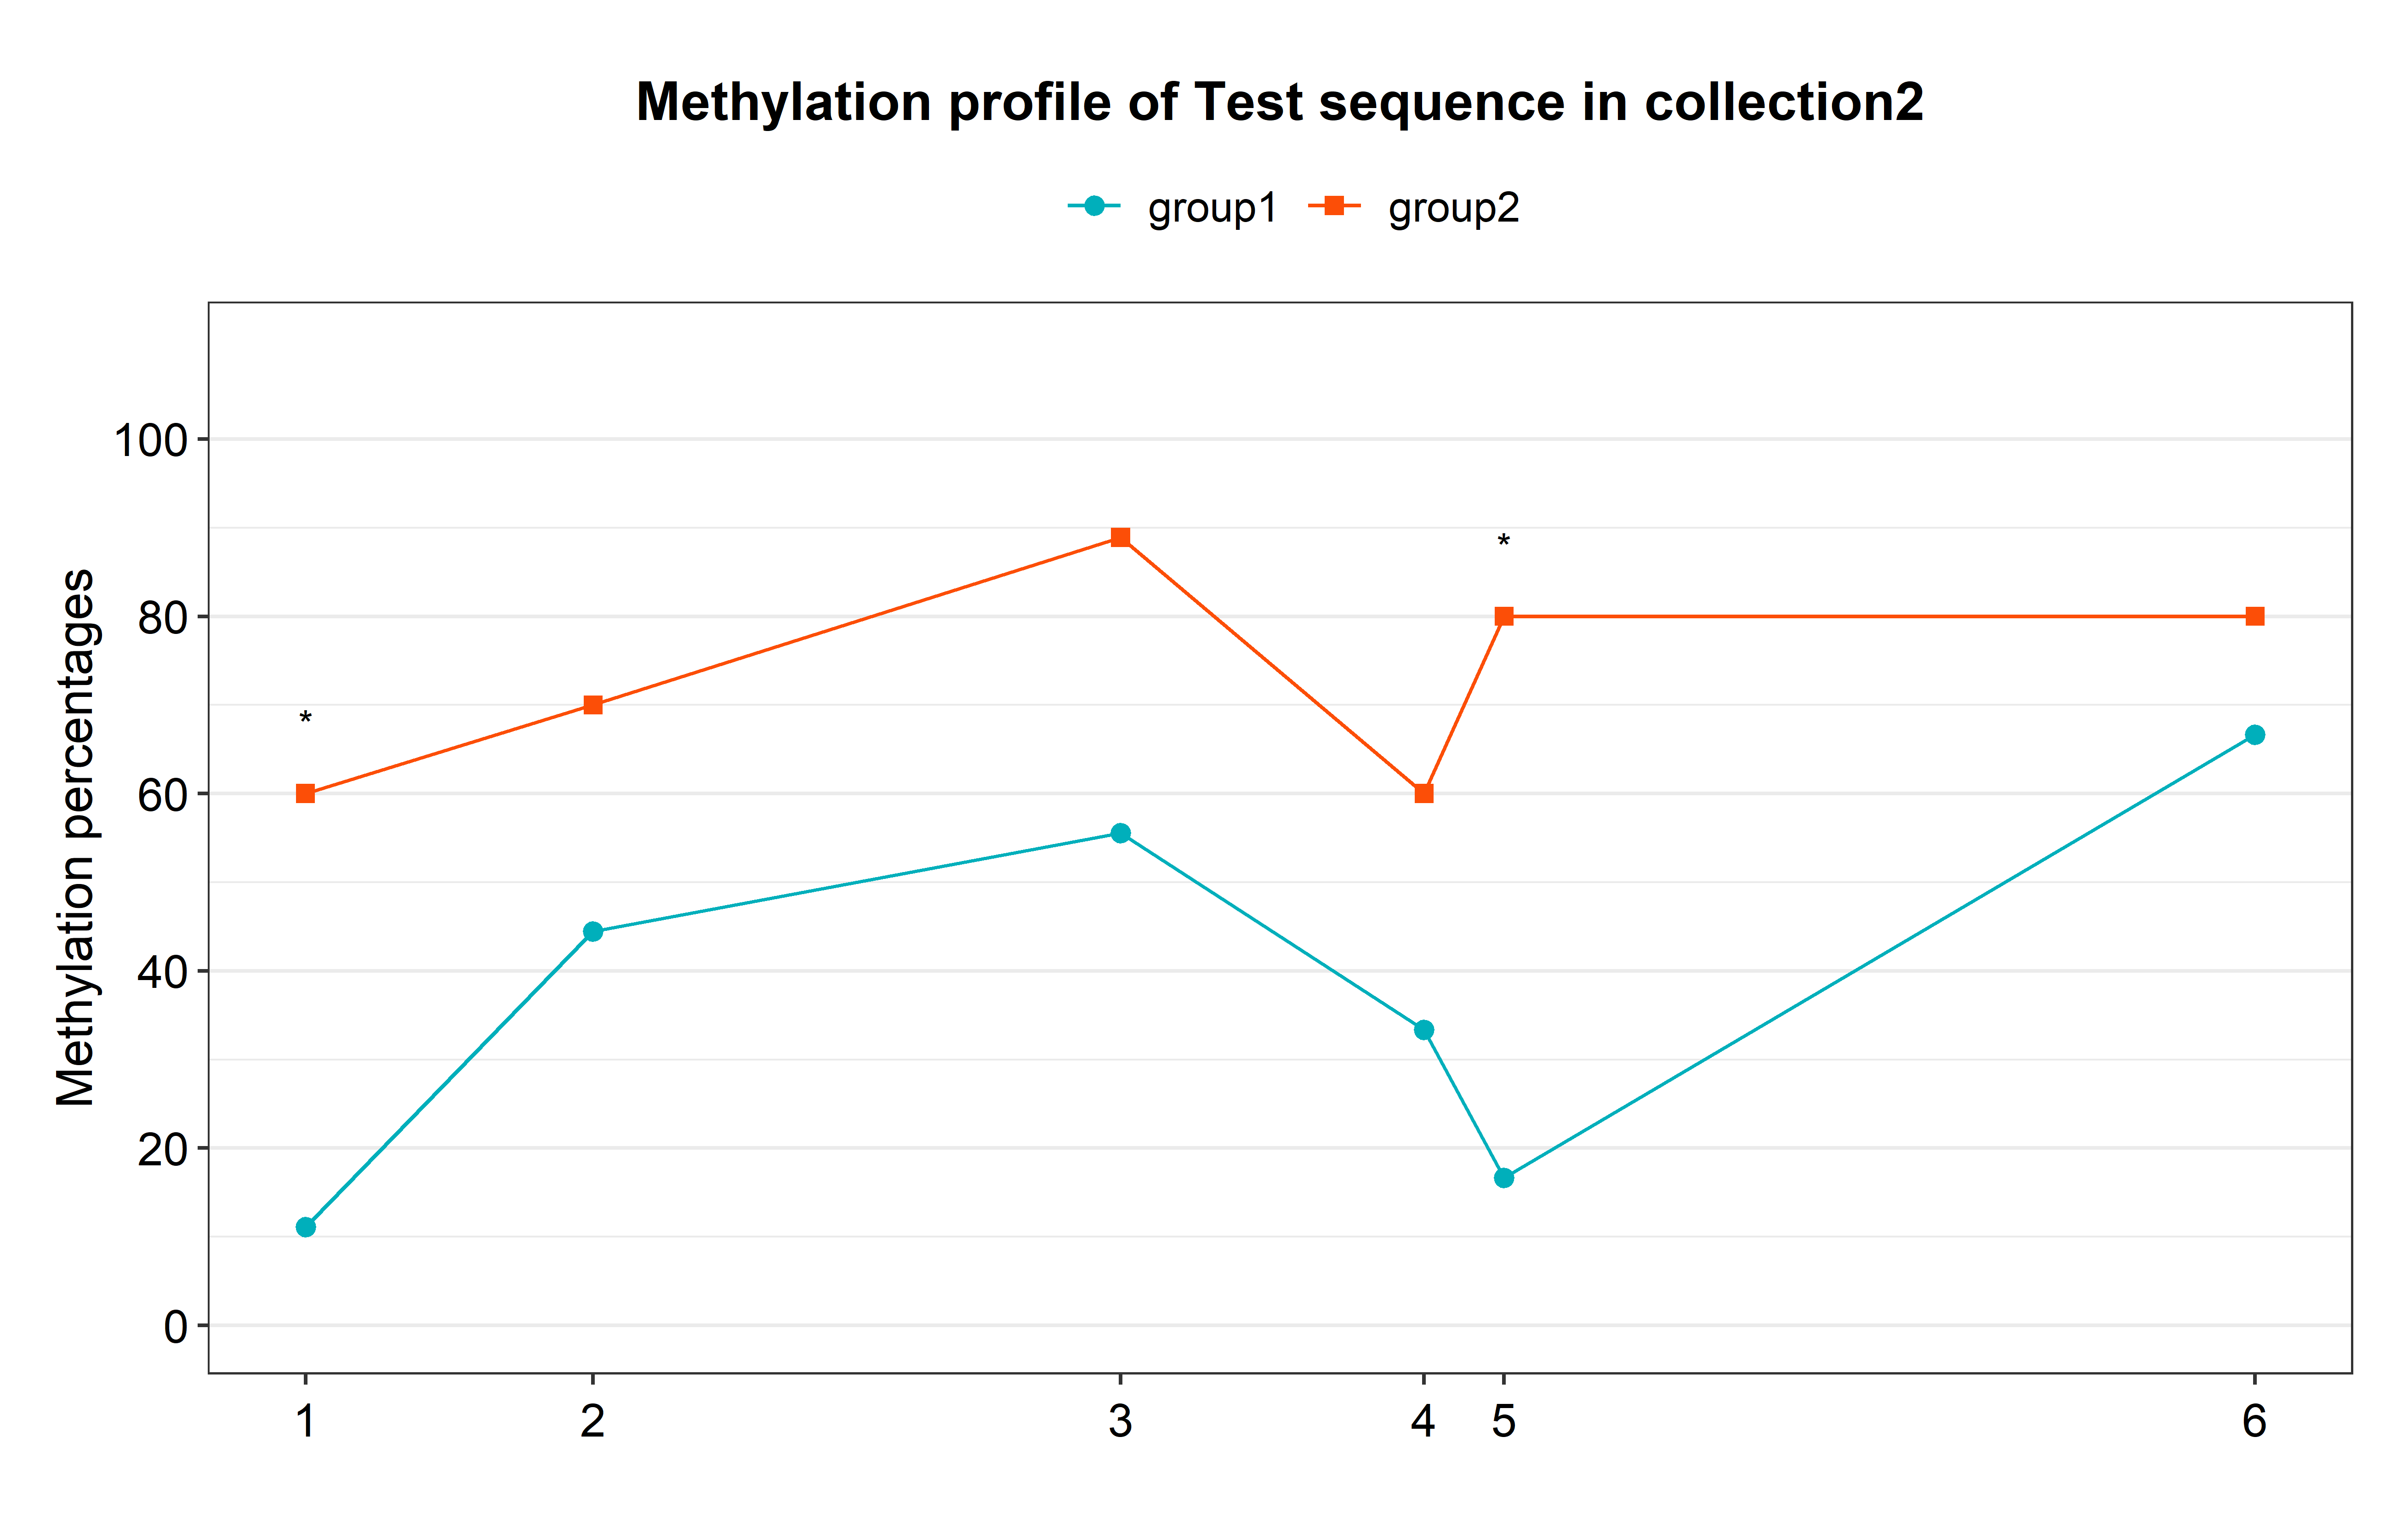 Methylation profile of Test sequence in collection2
group1 group2
Methylation percentages
100
*
80
*
60
40
20
0
1 2 3 4 5 6